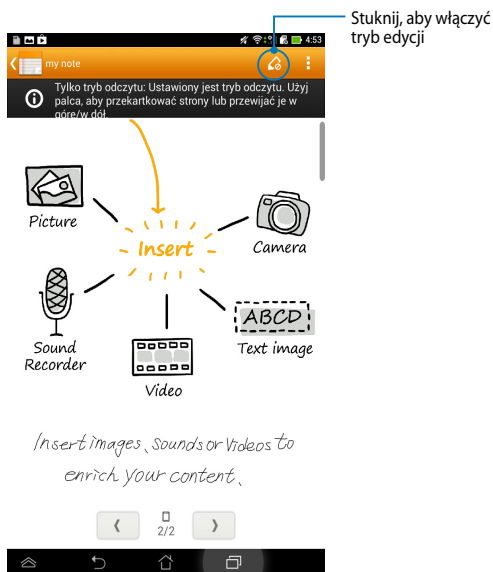 Stuknij, aby włączyć
tryb edycji
4:53
my note
Tylko tryb odczytu: Ustawiony jest tryb odczytu. Użyj
palca, aby przekartkować strony lub przewijać je w
górę/w dół.
Picture
Insert
Camera
Sound
Recorder
ABCD
Text image
Video
Insert images, sounds or Videos to
enrich your content.
2/2